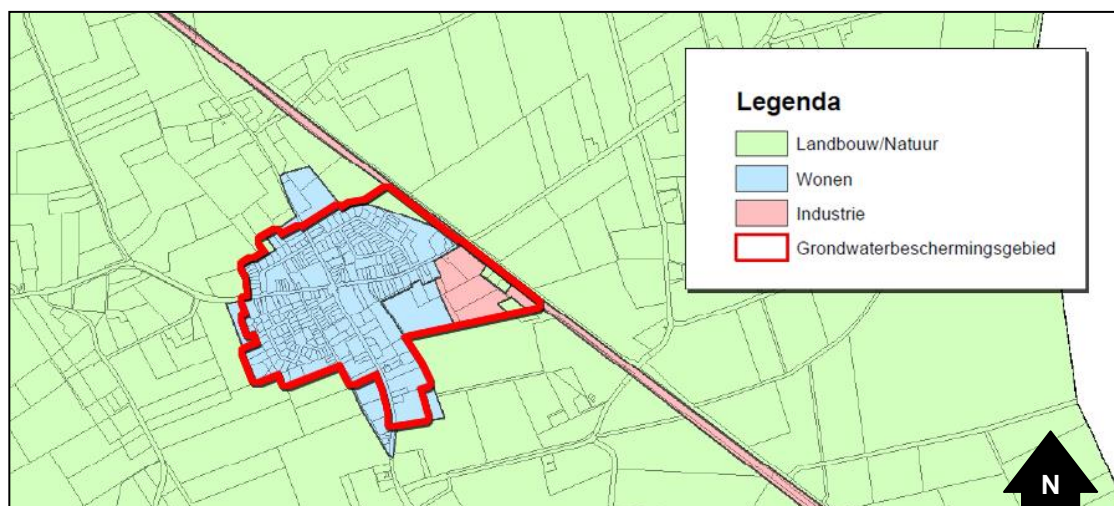 Legenda
Landbouw/Natuur
Wonen
Industrie
Grondwaterbeschermingsgebied
N